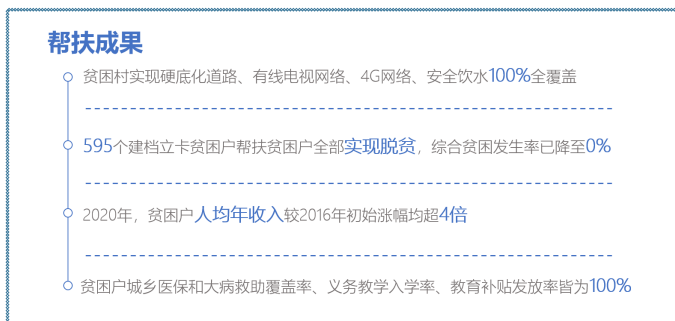 帮扶成果
贫困村实现硬底化道路、有线电视网络、4G网络、安全饮水100%全覆盖
595个建档立卡贫困户帮扶贫困户全部实现脱贫，综合贫困发生率已降至0%
2020年，贫困户人均年收入较2016年初始涨幅均超4倍
贫困户城乡医保和大病救助覆盖率、义务教学入学率、教育补贴发放率皆为100%